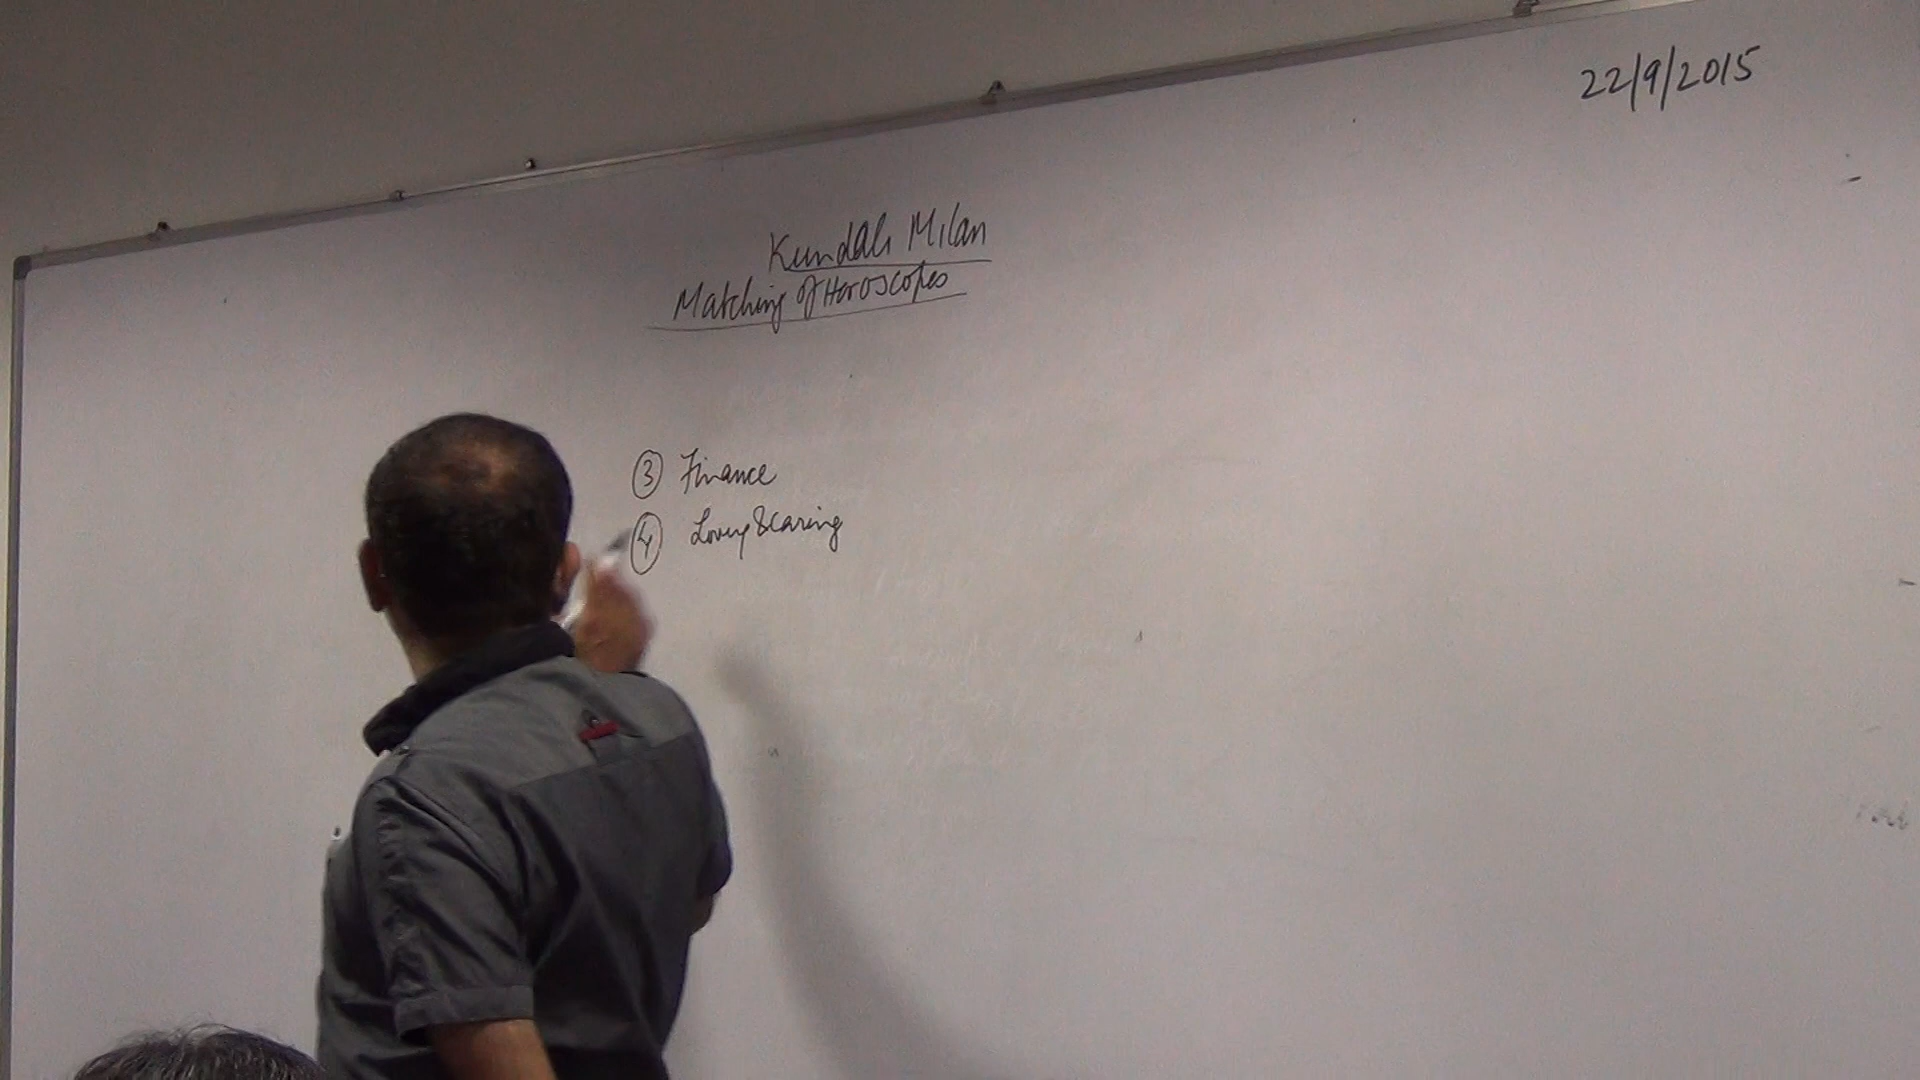 22/9/2015
Kundali Milan
Matching of Horoscopes
③ Finance
④ Loving & caring